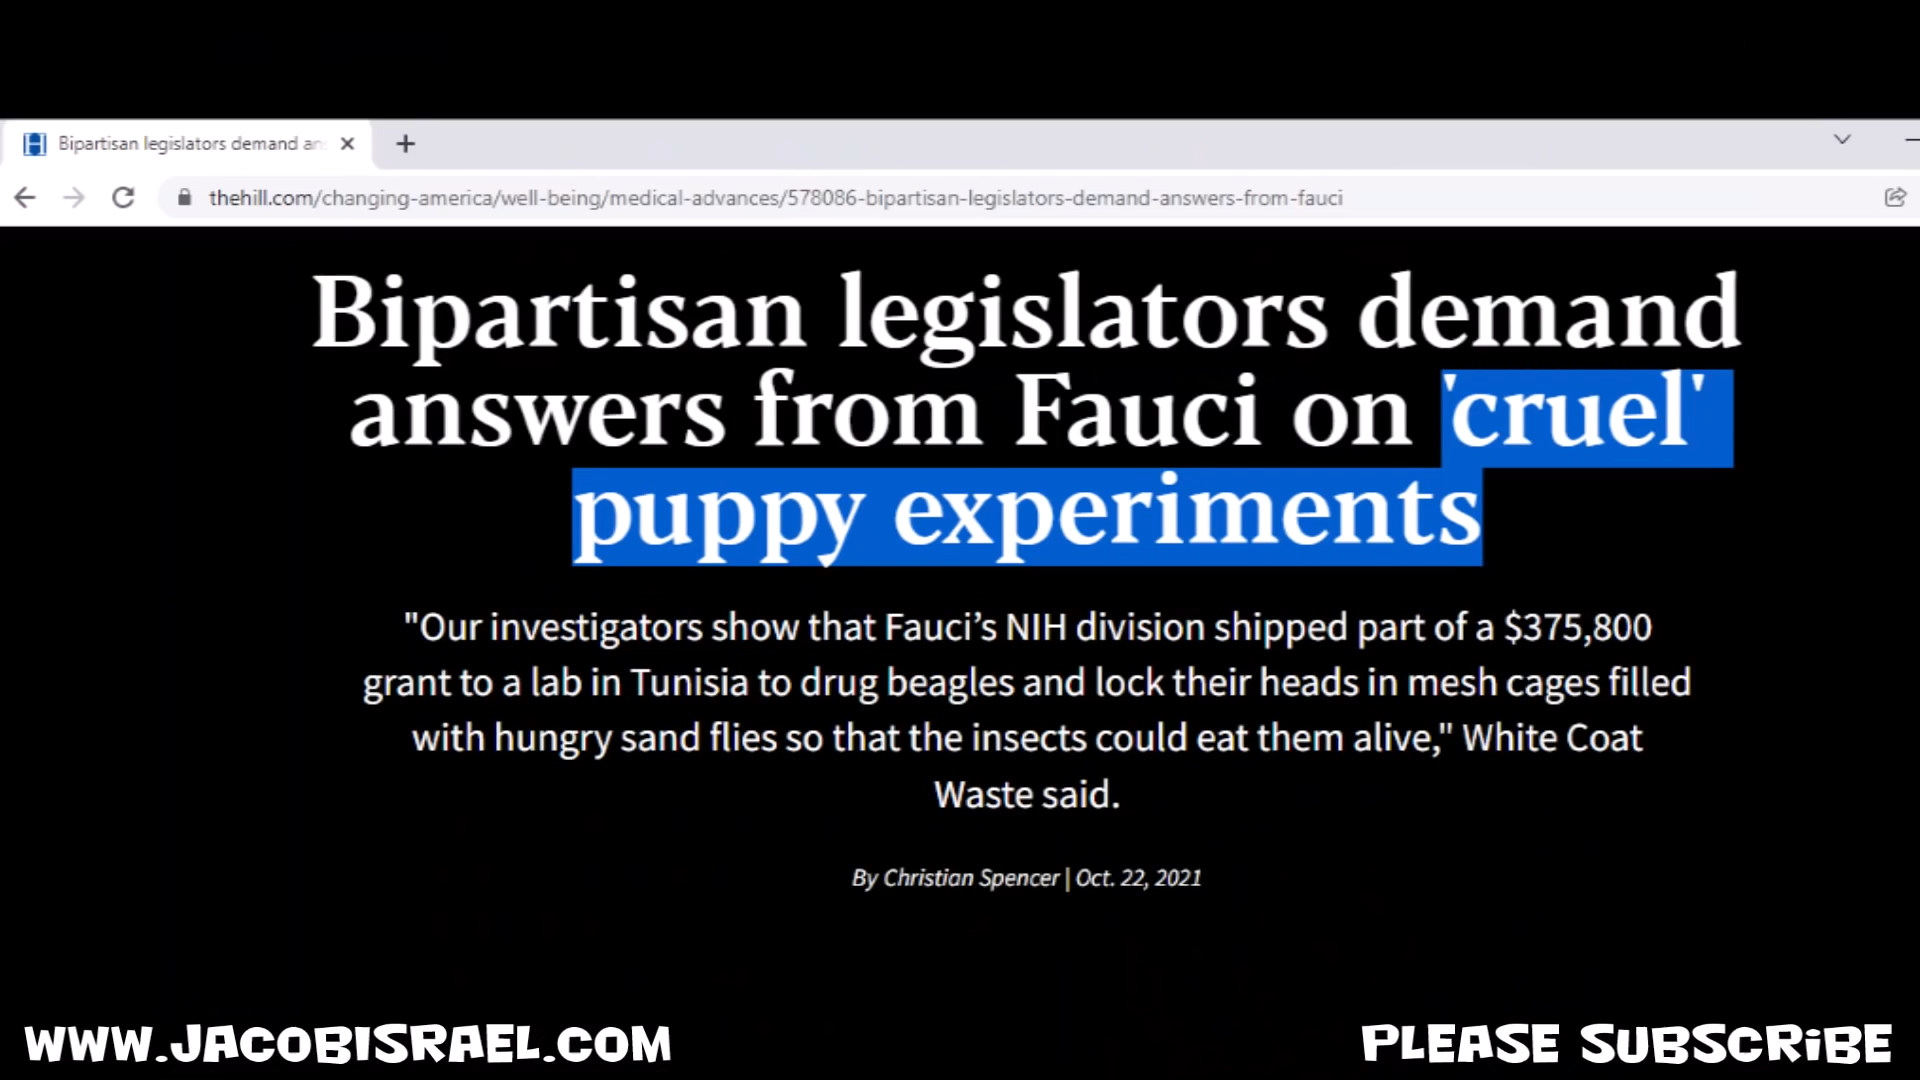 Bipartisan legislators demand an
thehill.com/changing-america/well-being/medical-advances/578086-bipartisan-legislators-demand-answers-from-fauci
Bipartisan legislators demand
answers from Fauci on 'cruel'
puppy experiments
"Our investigators show that Fauci’s NIH division shipped part of a $375,800
grant to a lab in Tunisia to drug beagles and lock their heads in mesh cages filled
with hungry sand flies so that the insects could eat them alive," White Coat
Waste said.
By Christian Spencer | Oct. 22, 2021
WWW.JACOBISRAEL.COM
PLEASE SUBSCRiBE